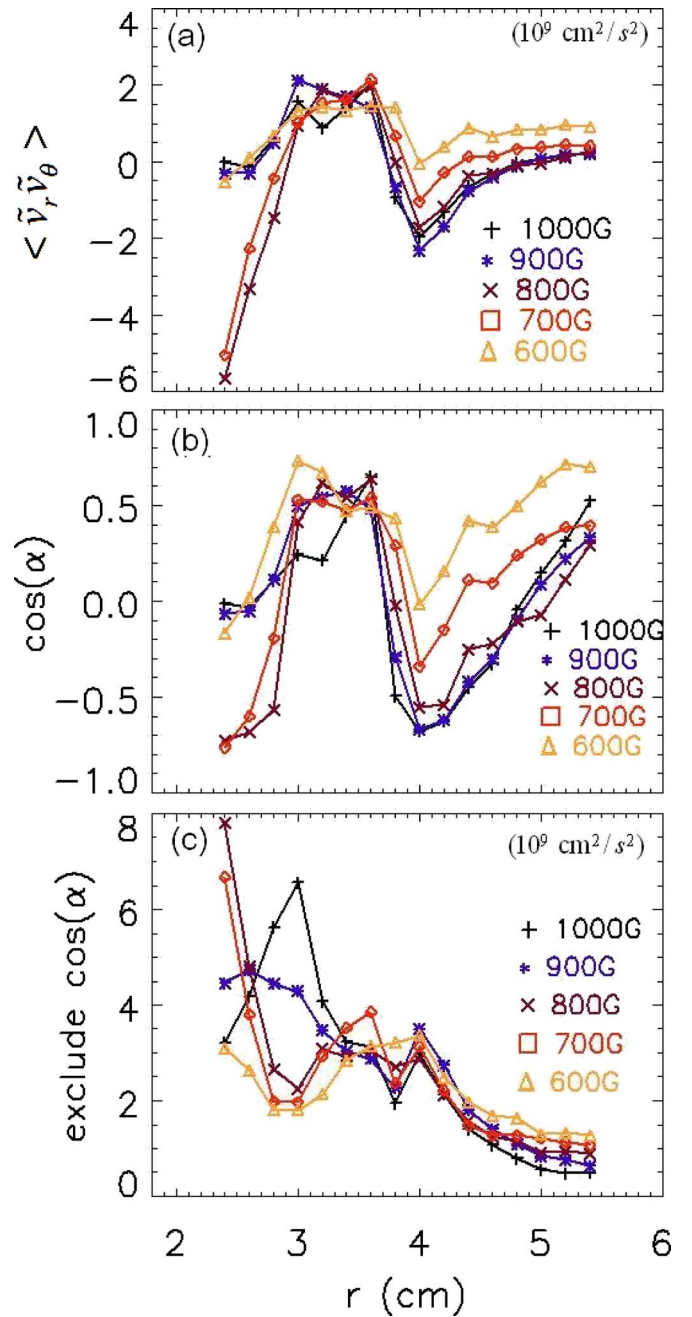 (a)
(10⁹ cm²/s²)
4
2
0
−2
−4
−6
< ṽᵣ ṽ_θ >
1000G
900G
800G
700G
600G
(b)
1.0
0.5
0.0
−0.5
−1.0
cos(α)
1000G
900G
800G
700G
600G
(c)
(10⁹ cm²/s²)
8
6
4
2
0
exclude cos(α)
1000G
900G
800G
700G
600G
2 3 4 5 6
r (cm)